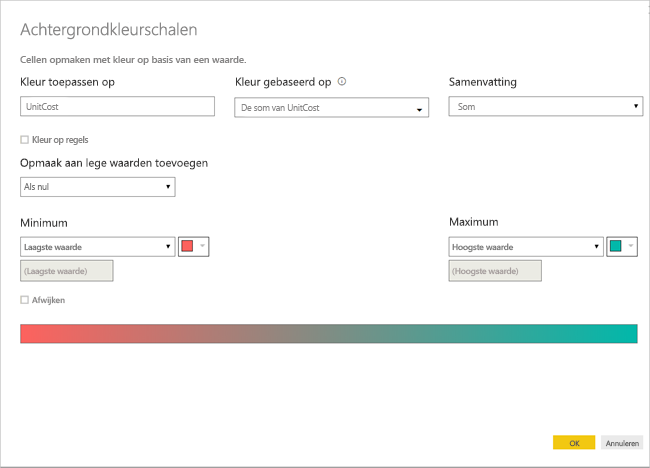 Achtergrondkleurschalen
Cellen opmaken met kleur op basis van een waarde.
Kleur toepassen op Kleur gebaseerd op Samenvatting
UnitCost De som van UnitCost Som
Kleur op regels
Opmaak aan lege waarden toevoegen
Als nul
Minimum Maximum
Laagste waarde Hoogste waarde
(Laagste waarde) (Hoogste waarde)
Afwijken
OK Annuleren